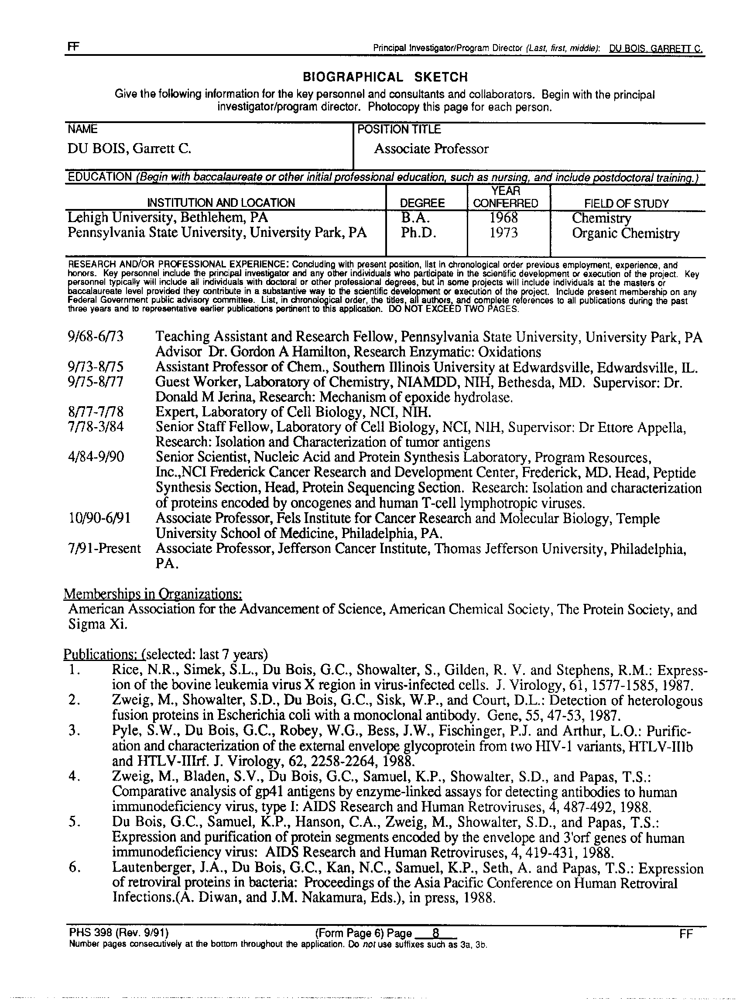 FF Principal Investigator/Program Director (Last, first, middle): DU BOIS, GARRETT C.
BIOGRAPHICAL SKETCH
Give the following information for the key personnel and consultants and collaborators. Begin with the principal
investigator/program director. Photocopy this page for each person.
NAME POSITION TITLE
DU BOIS, Garrett C. Associate Professor
EDUCATION (Begin with baccalaureate or other initial professional education, such as nursing, and include postdoctoral training.)
INSTITUTION AND LOCATION DEGREE YEAR CONFERRED FIELD OF STUDY
Lehigh University, Bethlehem, PA B.A. 1968 Chemistry
Pennsylvania State University, University Park, PA Ph.D. 1973 Organic Chemistry
RESEARCH AND/OR PROFESSIONAL EXPERIENCE: Concluding with present position, list in chronological order previous employment, experience, and
honors. Key personnel include the principal investigator and any other individuals who participate in the scientific development or execution of the project. Key
personnel typically will include all individuals with doctoral or other professional degrees, but in some projects will include individuals at the masters or
baccalaureate level provided they contribute in a substantive way to the scientific development or execution of the project. Include present membership on any
Federal Government public advisory committee. List, in chronological order, the titles, all authors, and complete references to all publications during the past
three years and to representative earlier publications pertinent to this application. DO NOT EXCEED TWO PAGES.
9/68-6/73 Teaching Assistant and Research Fellow, Pennsylvania State University, University Park, PA
Advisor Dr. Gordon A Hamilton, Research Enzymatic: Oxidations
9/73-8/75 Assistant Professor of Chem., Southern Illinois University at Edwardsville, Edwardsville, IL.
9/75-8/77 Guest Worker, Laboratory of Chemistry, NIAMDD, NIH, Bethesda, MD. Supervisor: Dr.
Donald M Jerina, Research: Mechanism of epoxide hydrolase.
8/77-7/78 Expert, Laboratory of Cell Biology, NCI, NIH.
7/78-3/84 Senior Staff Fellow, Laboratory of Cell Biology, NCI, NIH, Supervisor: Dr Ettore Appella,
Research: Isolation and Characterization of tumor antigens
4/84-9/90 Senior Scientist, Nucleic Acid and Protein Synthesis Laboratory, Program Resources,
Inc.,NCI Frederick Cancer Research and Development Center, Frederick, MD. Head, Peptide
Synthesis Section, Head, Protein Sequencing Section. Research: Isolation and characterization
of proteins encoded by oncogenes and human T-cell lymphotropic viruses.
10/90-6/91 Associate Professor, Fels Institute for Cancer Research and Molecular Biology, Temple
University School of Medicine, Philadelphia, PA.
7/91-Present Associate Professor, Jefferson Cancer Institute, Thomas Jefferson University, Philadelphia,
PA.
Memberships in Organizations:
American Association for the Advancement of Science, American Chemical Society, The Protein Society, and
Sigma Xi.
Publications: (selected: last 7 years)
1. Rice, N.R., Simek, S.L., Du Bois, G.C., Showalter, S., Gilden, R. V. and Stephens, R.M.: Express-
ion of the bovine leukemia virus X region in virus-infected cells. J. Virology, 61, 1577-1585, 1987.
2. Zweig, M., Showalter, S.D., Du Bois, G.C., Sisk, W.P., and Court, D.L.: Detection of heterologous
fusion proteins in Escherichia coli with a monoclonal antibody. Gene, 55, 47-53, 1987.
3. Pyle, S.W., Du Bois, G.C., Robey, W.G., Bess, J.W., Fischinger, P.J. and Arthur, L.O.: Purific-
ation and characterization of the external envelope glycoprotein from two HIV-1 variants, HTLV-IIIb
and HTLV-IIIrf. J. Virology, 62, 2258-2264, 1988.
4. Zweig, M., Bladen, S.V., Du Bois, G.C., Samuel, K.P., Showalter, S.D., and Papas, T.S.:
Comparative analysis of gp41 antigens by enzyme-linked assays for detecting antibodies to human
immunodeficiency virus, type I: AIDS Research and Human Retroviruses, 4, 487-492, 1988.
5. Du Bois, G.C., Samuel, K.P., Hanson, C.A., Zweig, M., Showalter, S.D., and Papas, T.S.:
Expression and purification of protein segments encoded by the envelope and 3'orf genes of human
immunodeficiency virus: AIDS Research and Human Retroviruses, 4, 419-431, 1988.
6. Lautenberger, J.A., Du Bois, G.C., Kan, N.C., Samuel, K.P., Seth, A. and Papas, T.S.: Expression
of retroviral proteins in bacteria: Proceedings of the Asia Pacific Conference on Human Retroviral
Infections.(A. Diwan, and J.M. Nakamura, Eds.), in press, 1988.
PHS 398 (Rev. 9/91) (Form Page 6) Page 8 FF
Number pages consecutively at the bottom throughout the application. Do not use suffixes such as 3a, 3b.